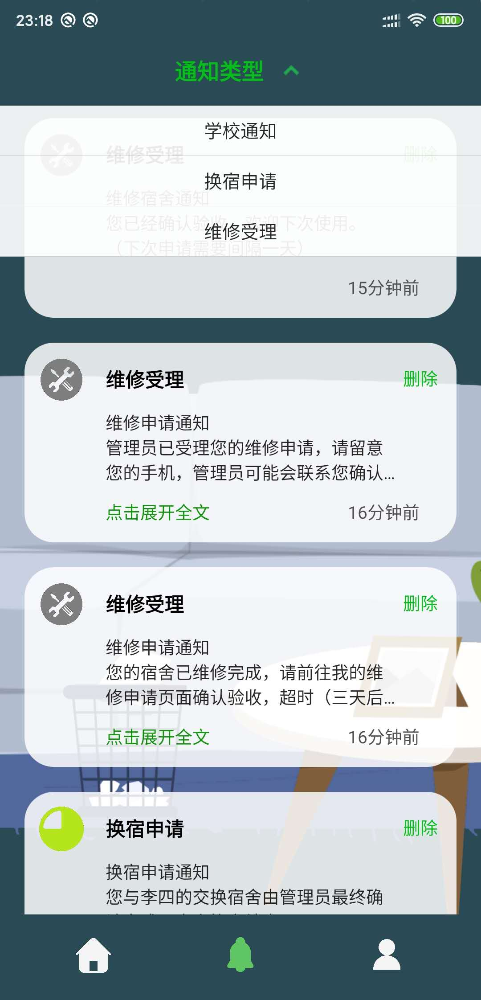 23:18
100
通知类型
学校通知
维修受理
删除
换宿申请
维修宿舍通知
您已经确认验收，欢迎下次使用。
维修受理
（下次申请需要间隔一天）
15分钟前
维修受理
删除
维修申请通知
管理员已受理您的维修申请，请留意
您的手机，管理员可能会联系您确认...
点击展开全文
16分钟前
维修受理
删除
维修申请通知
您的宿舍已维修完成，请前往我的维
修申请页面确认验收，超时（三天后...
点击展开全文
16分钟前
换宿申请
删除
换宿申请通知
您与李四的交换宿舍由管理员最终确